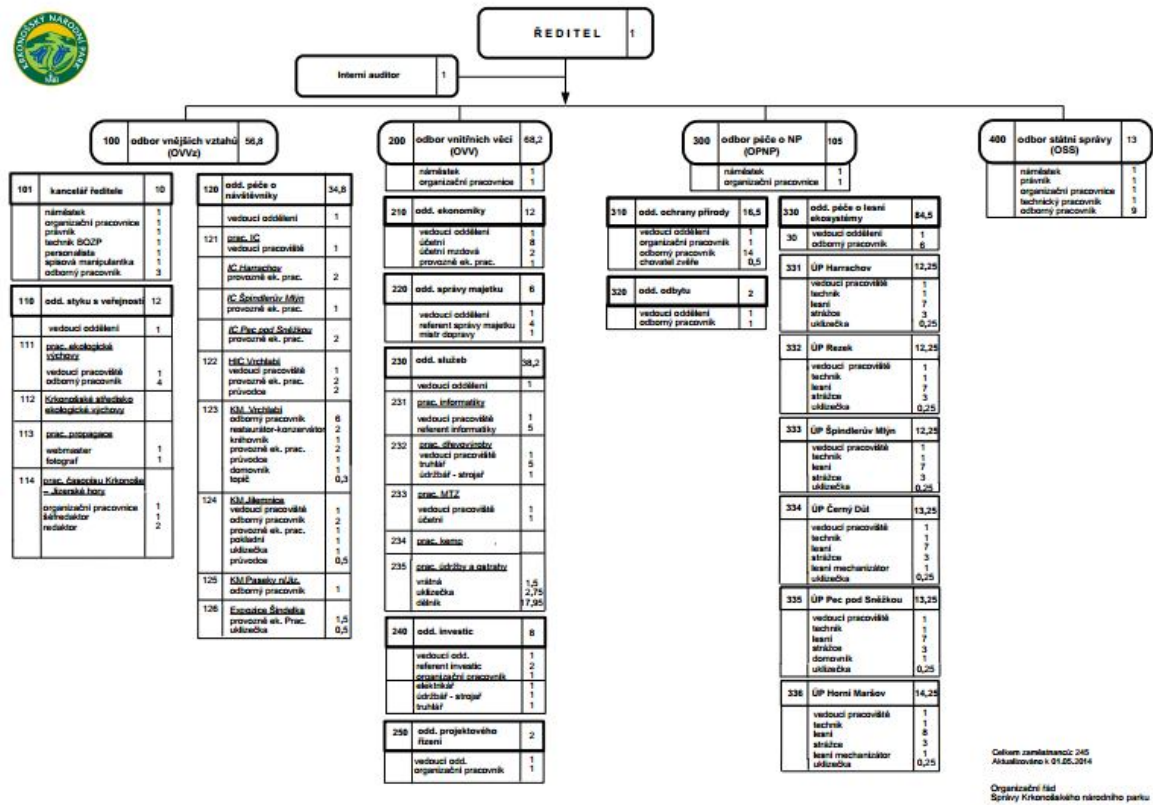 KRKONOŠSKÝ NÁRODNÍ PARK
ŘEDITEL 1
Interní auditor 1
100 odbor vnějších vztahů (OVVz) 56,8
101 kancelář ředitele 10
náměstek 1
organizační pracovnice 1
právník 1
technik BOZP 1
personalista 1
spisová manipulantka 1
odborný pracovník 3
110 odd. styku s veřejností 12
vedoucí oddělení 1
111 prac. ekologické
výchovy
vedoucí pracoviště 1
odborný pracovník 4
112 Krkonošské středisko
ekologické výchovy
113 prac. propagace
webmaster 1
fotograf 1
114 prac. časopisu Krkonoše
– Jizerské hory
organizační pracovnice 1
šéfredaktor 1
redaktor 2
120 odd. péče o
návštěvníky 34,8
vedoucí oddělení 1
121 prac. IC
vedoucí pracoviště 1
IC Harrachov
provozně ek. prac. 2
IC Špindlerův Mlýn
provozně ek. prac. 1
IC Pec pod Sněžkou
provozně ek. prac. 2
122 HIC Vrchlabí
vedoucí pracoviště 1
provozně ek. prac. 2
průvodce 2
123 KM Vrchlabí
odborný pracovník 6
restaurátor-konzervátor 2
knihovník 1
provozně ek. prac. 2
průvodce 1
domovník 1
topič 0,3
124 KM Jilemnice
vedoucí pracoviště 1
odborný pracovník 2
provozně ek. prac. 1
pokladní 1
uklízečka 1
průvodce 0,5
125 KM Paseky n/Jiz.
odborný pracovník 1
126 Expozice Šindelka
provozně ek. Prac. 1,5
uklízečka 0,5
200 odbor vnitřních věcí (OVV) 68,2
náměstek 1
organizační pracovnice 1
210 odd. ekonomiky 12
vedoucí oddělení 1
účetní 8
účetní mzdová 2
provozně ek. prac. 1
220 odd. správy majetku 6
vedoucí oddělení 1
referent správy majetku 4
mistr dopravy 1
230 odd. služeb 38,2
vedoucí oddělení 1
231 prac. informatiky
vedoucí pracoviště 1
referent informatiky 5
232 prac. dřevovýroby
vedoucí pracoviště 1
truhlář 5
údržbář - strojař 1
233 prac. MTZ
vedoucí pracoviště 1
účetní 1
234 prac. kemp
235 prac. údržby a ostrahy
vrátná 1,5
uklízečka 2,75
dělník 17,95
240 odd. investic 8
vedoucí odd. 1
referent investic 2
organizační pracovník 1
elektrikář 1
údržbář - strojař 1
truhlář 1
250 odd. projektového
řízení 2
vedoucí odd. 1
organizační pracovník 1
300 odbor péče o NP (OPNP) 105
náměstek 1
organizační pracovnice 1
310 odd. ochrany přírody 16,5
vedoucí oddělení 1
organizační pracovník 1
odborný pracovník 14
chovatel zvěře 0,5
320 odd. odbytu 2
vedoucí oddělení 1
odborný pracovník 1
330 odd. péče o lesní
ekosystémy 84,5
30 vedoucí oddělení 1
odborný pracovník 6
331 ÚP Harrachov 12,25
vedoucí pracoviště 1
technik 1
lesní 7
strážce 3
uklízečka 0,25
332 ÚP Rezek 12,25
vedoucí pracoviště 1
technik 1
lesní 7
strážce 3
uklízečka 0,25
333 ÚP Špindlerův Mlýn 12,25
vedoucí pracoviště 1
technik 1
lesní 7
strážce 3
uklízečka 0,25
334 ÚP Černý Důl 13,25
vedoucí pracoviště 1
technik 1
lesní 7
strážce 3
lesní mechanizátor 1
uklízečka 0,25
335 ÚP Pec pod Sněžkou 13,25
vedoucí pracoviště 1
technik 1
lesní 7
strážce 3
domovník 1
uklízečka 0,25
336 ÚP Horní Maršov 14,25
vedoucí pracoviště 1
technik 1
lesní 8
strážce 3
lesní mechanizátor 1
uklízečka 0,25
400 odbor státní správy (OSS) 13
náměstek 1
právník 1
organizační pracovnice 1
technický pracovník 1
odborný pracovník 9
Celkem zaměstnanců: 245
Aktualizováno k 01.05.2014
Organizační řád
Správy Krkonošského národního parku